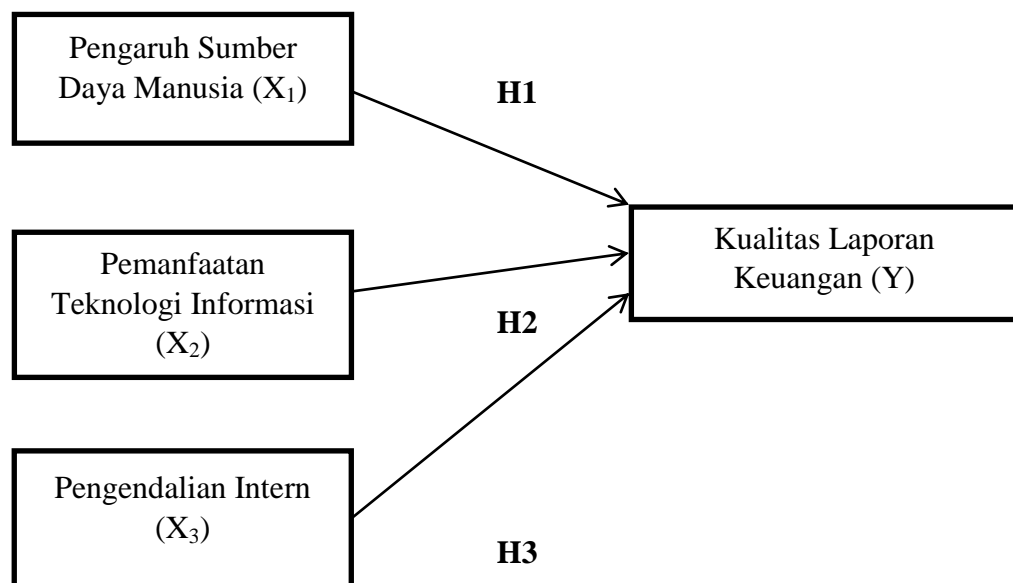 Pengaruh Sumber
Daya Manusia (X₁)
H1
Pemanfaatan
Teknologi Informasi
(X₂)
Kualitas Laporan
Keuangan (Y)
H2
Pengendalian Intern
(X₃)
H3